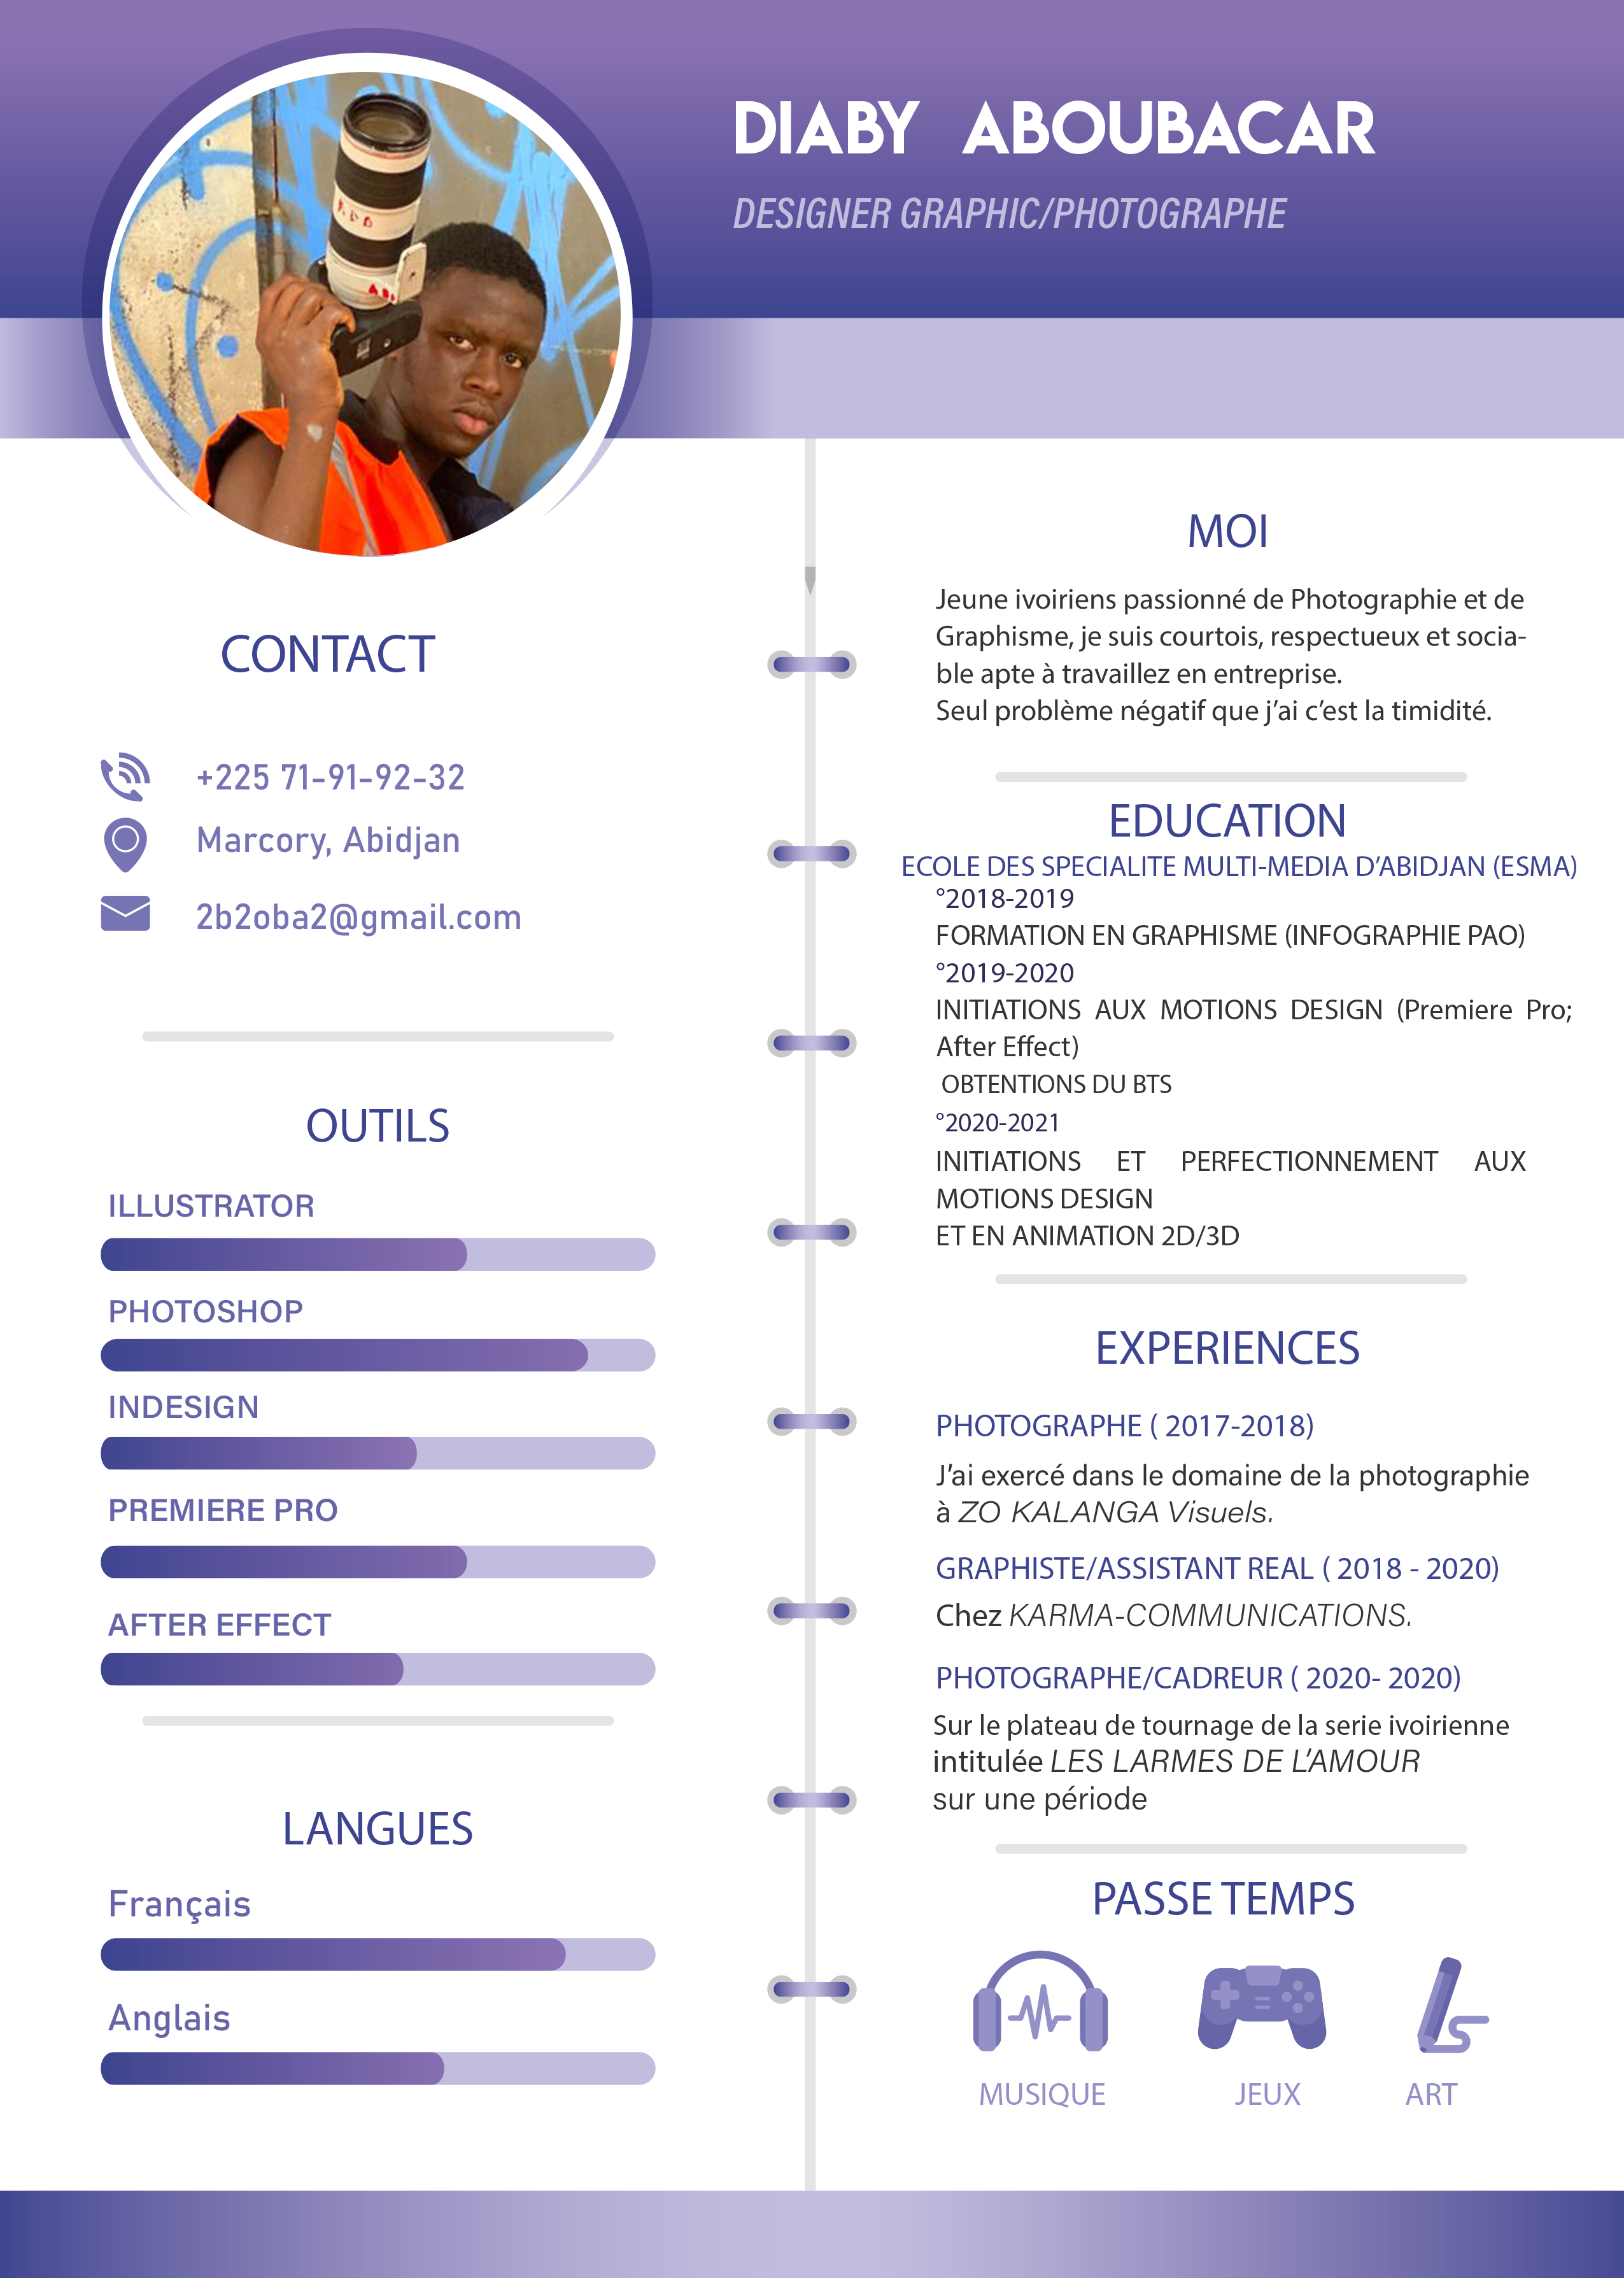 DIABY ABOUBACAR
DESIGNER GRAPHIC/PHOTOGRAPHE
CONTACT
+225 71-91-92-32
Marcory, Abidjan
2b2oba2@gmail.com
OUTILS
ILLUSTRATOR
PHOTOSHOP
INDESIGN
PREMIERE PRO
AFTER EFFECT
LANGUES
Français
Anglais
MOI
Jeune ivoiriens passionné de Photographie et de
Graphisme, je suis courtois, respectueux et socia-
ble apte à travaillez en entreprise.
Seul problème négatif que j’ai c’est la timidité.
EDUCATION
ECOLE DES SPECIALITE MULTI-MEDIA D’ABIDJAN (ESMA)
°2018-2019
FORMATION EN GRAPHISME (INFOGRAPHIE PAO)
°2019-2020
INITIATIONS AUX MOTIONS DESIGN (Premiere Pro;
After Effect)
OBTENTIONS DU BTS
°2020-2021
INITIATIONS ET PERFECTIONNEMENT AUX
MOTIONS DESIGN
ET EN ANIMATION 2D/3D
EXPERIENCES
PHOTOGRAPHE ( 2017-2018)
J’ai exercé dans le domaine de la photographie
à ZO KALANGA Visuels.
GRAPHISTE/ASSISTANT REAL ( 2018 - 2020)
Chez KARMA-COMMUNICATIONS.
PHOTOGRAPHE/CADREUR ( 2020- 2020)
Sur le plateau de tournage de la serie ivoirienne
intitulée LES LARMES DE L’AMOUR
sur une période
PASSE TEMPS
MUSIQUE JEUX ART